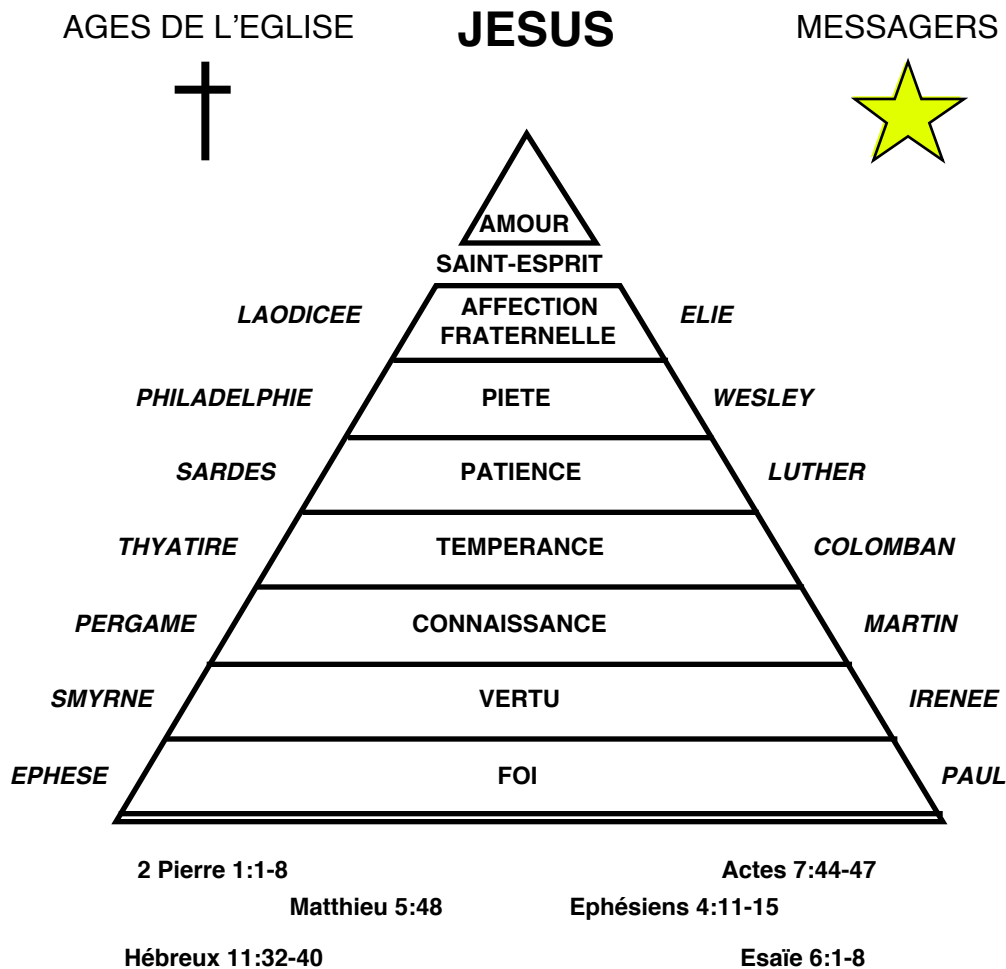 AGES DE L'EGLISE JESUS MESSAGERS
AMOUR
SAINT-ESPRIT
LAODICEE AFFECTION FRATERNELLE ELIE
PHILADELPHIE PIETE WESLEY
SARDES PATIENCE LUTHER
THYATIRE TEMPERANCE COLOMBAN
PERGAME CONNAISSANCE MARTIN
SMYRNE VERTU IRENEE
EPHESE FOI PAUL
2 Pierre 1:1-8 Actes 7:44-47
Matthieu 5:48 Ephésiens 4:11-15
Hébreux 11:32-40 Esaïe 6:1-8